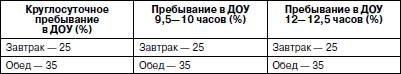 Круглосуточное пребывание в ДОУ (%)
Пребывание в ДОУ 9,5—10 часов (%)
Пребывание в ДОУ 12—12,5 часов (%)
Завтрак — 25
Завтрак — 25
Завтрак — 25
Обед — 35
Обед — 35
Обед — 35